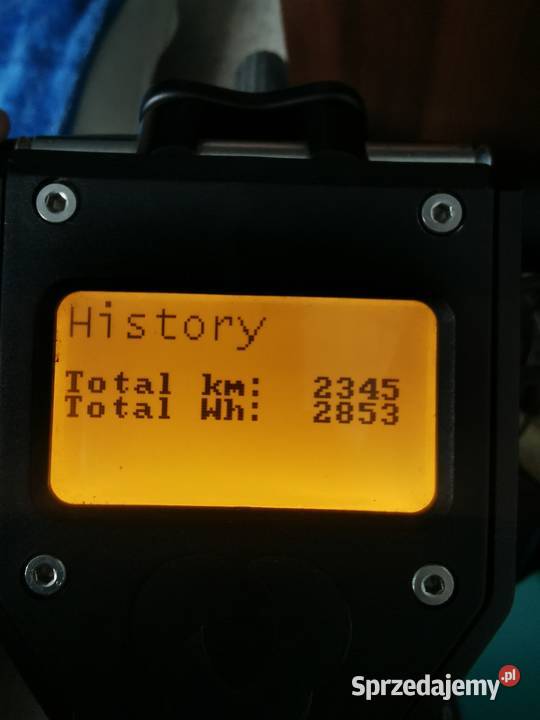 History
Total km: 2345
Total Wh: 2853
Sprzedajemy.pl